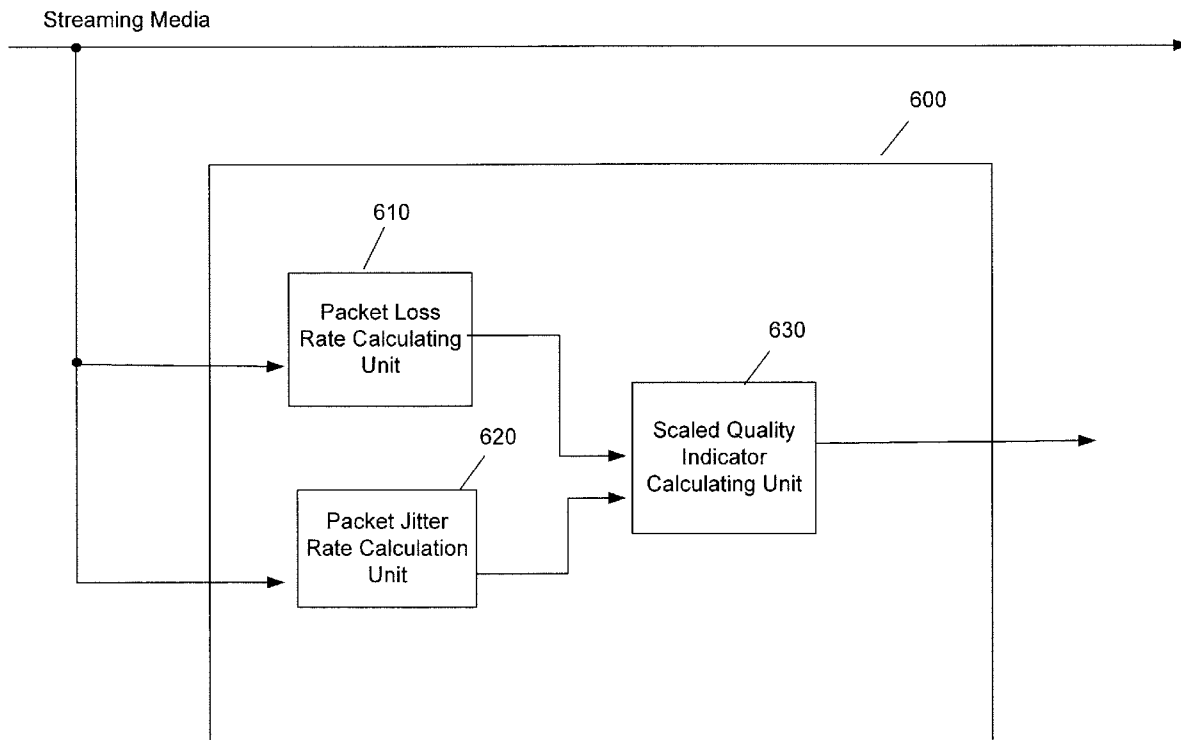 Streaming Media
600
610
Packet Loss
Rate Calculating
Unit
630
Scaled Quality
Indicator
Calculating Unit
620
Packet Jitter
Rate Calculation
Unit